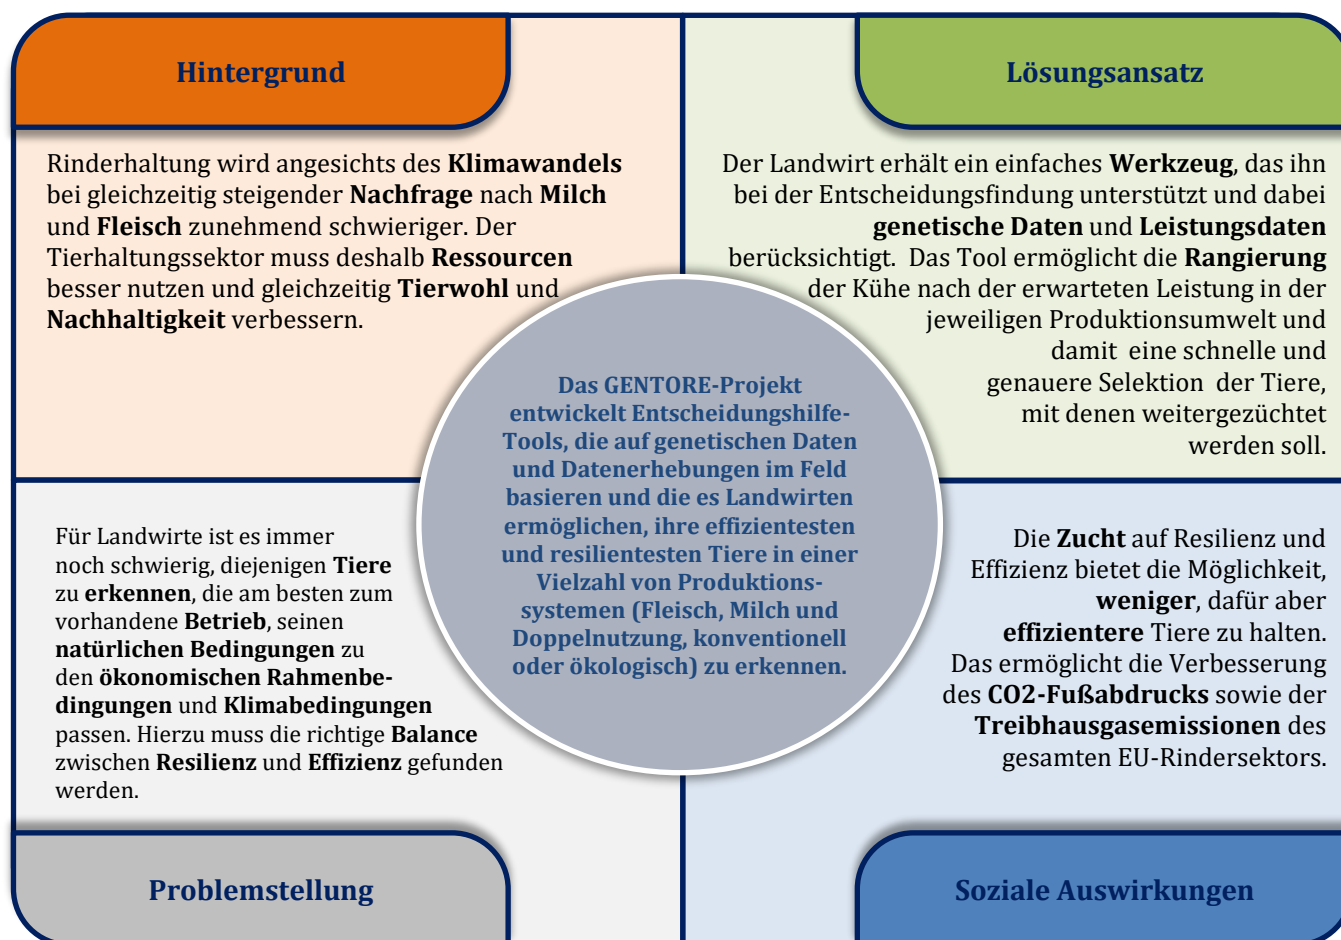 Hintergrund
Rinderhaltung wird angesichts des Klimawandels
bei gleichzeitig steigender Nachfrage nach Milch
und Fleisch zunehmend schwieriger. Der
Tierhaltungssektor muss deshalb Ressourcen
besser nutzen und gleichzeitig Tierwohl und
Nachhaltigkeit verbessern.
Lösungsansatz
Der Landwirt erhält ein einfaches Werkzeug, das ihn
bei der Entscheidungsfindung unterstützt und dabei
genetische Daten und Leistungsdaten
berücksichtigt. Das Tool ermöglicht die Rangierung
der Kühe nach der erwarteten Leistung in der
jeweiligen Produktionsumwelt und
damit eine schnelle und
genauere Selektion der Tiere,
mit denen weitergezüchtet
werden soll.
Das GENTORE-Projekt
entwickelt Entscheidungshilfe-
Tools, die auf genetischen Daten
und Datenerhebungen im Feld
basieren und die es Landwirten
ermöglichen, ihre effizientesten
und resilientesten Tiere in einer
Vielzahl von Produktions-
systemen (Fleisch, Milch und
Doppelnutzung, konventionell
oder ökologisch) zu erkennen.
Für Landwirte ist es immer
noch schwierig, diejenigen Tiere
zu erkennen, die am besten zum
vorhandene Betrieb, seinen
natürlichen Bedingungen zu
den ökonomischen Rahmenbe-
dingungen und Klimabedingungen
passen. Hierzu muss die richtige Balance
zwischen Resilienz und Effizienz gefunden
werden.
Problemstellung
Die Zucht auf Resilienz und
Effizienz bietet die Möglichkeit,
weniger, dafür aber
effizientere Tiere zu halten.
Das ermöglicht die Verbesserung
des CO2-Fußabdrucks sowie der
Treibhausgasemissionen des
gesamten EU-Rindersektors.
Soziale Auswirkungen